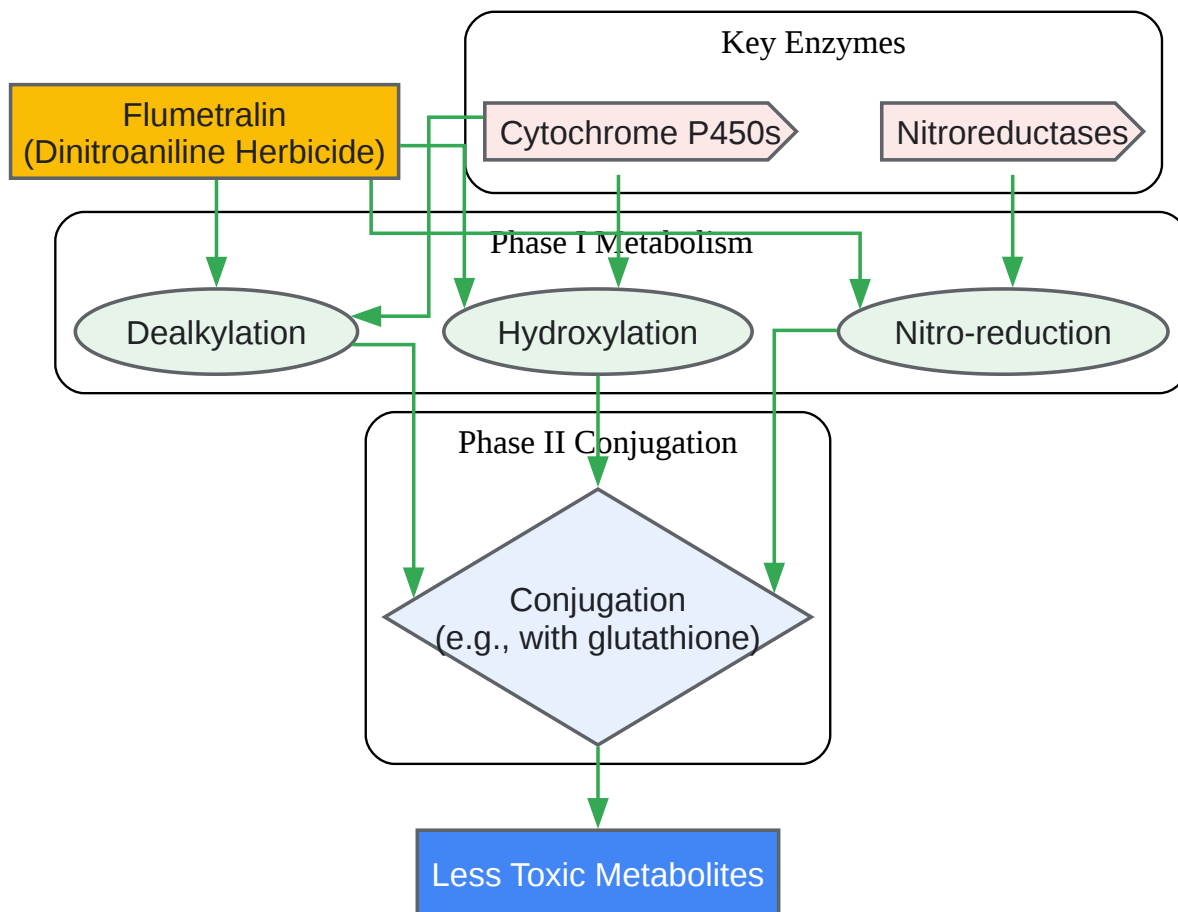 Key Enzymes
Flumetralin
(Dinitroaniline Herbicide)
Cytochrome P450s
Nitroreductases
Phase I Metabolism
Dealkylation
Hydroxylation
Nitro-reduction
Phase II Conjugation
Conjugation
(e.g., with glutathione)
Less Toxic Metabolites